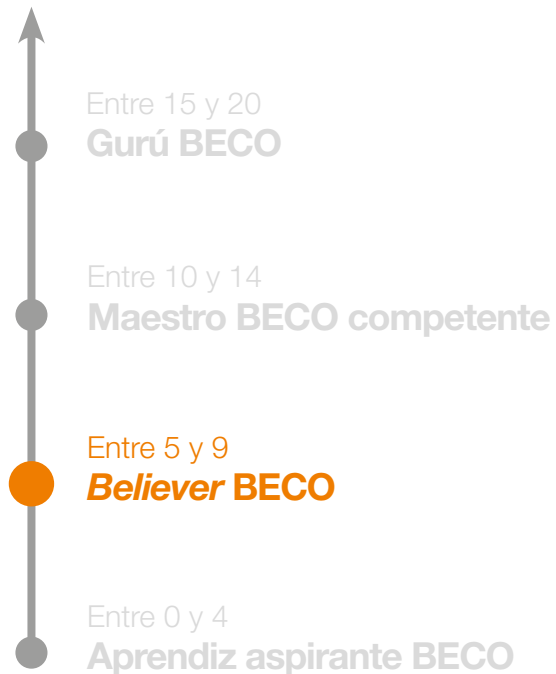 Entre 15 y 20
Gurú BECO
Entre 10 y 14
Maestro BECO competente
Entre 5 y 9
Believer BECO
Entre 0 y 4
Aprendiz aspirante BECO